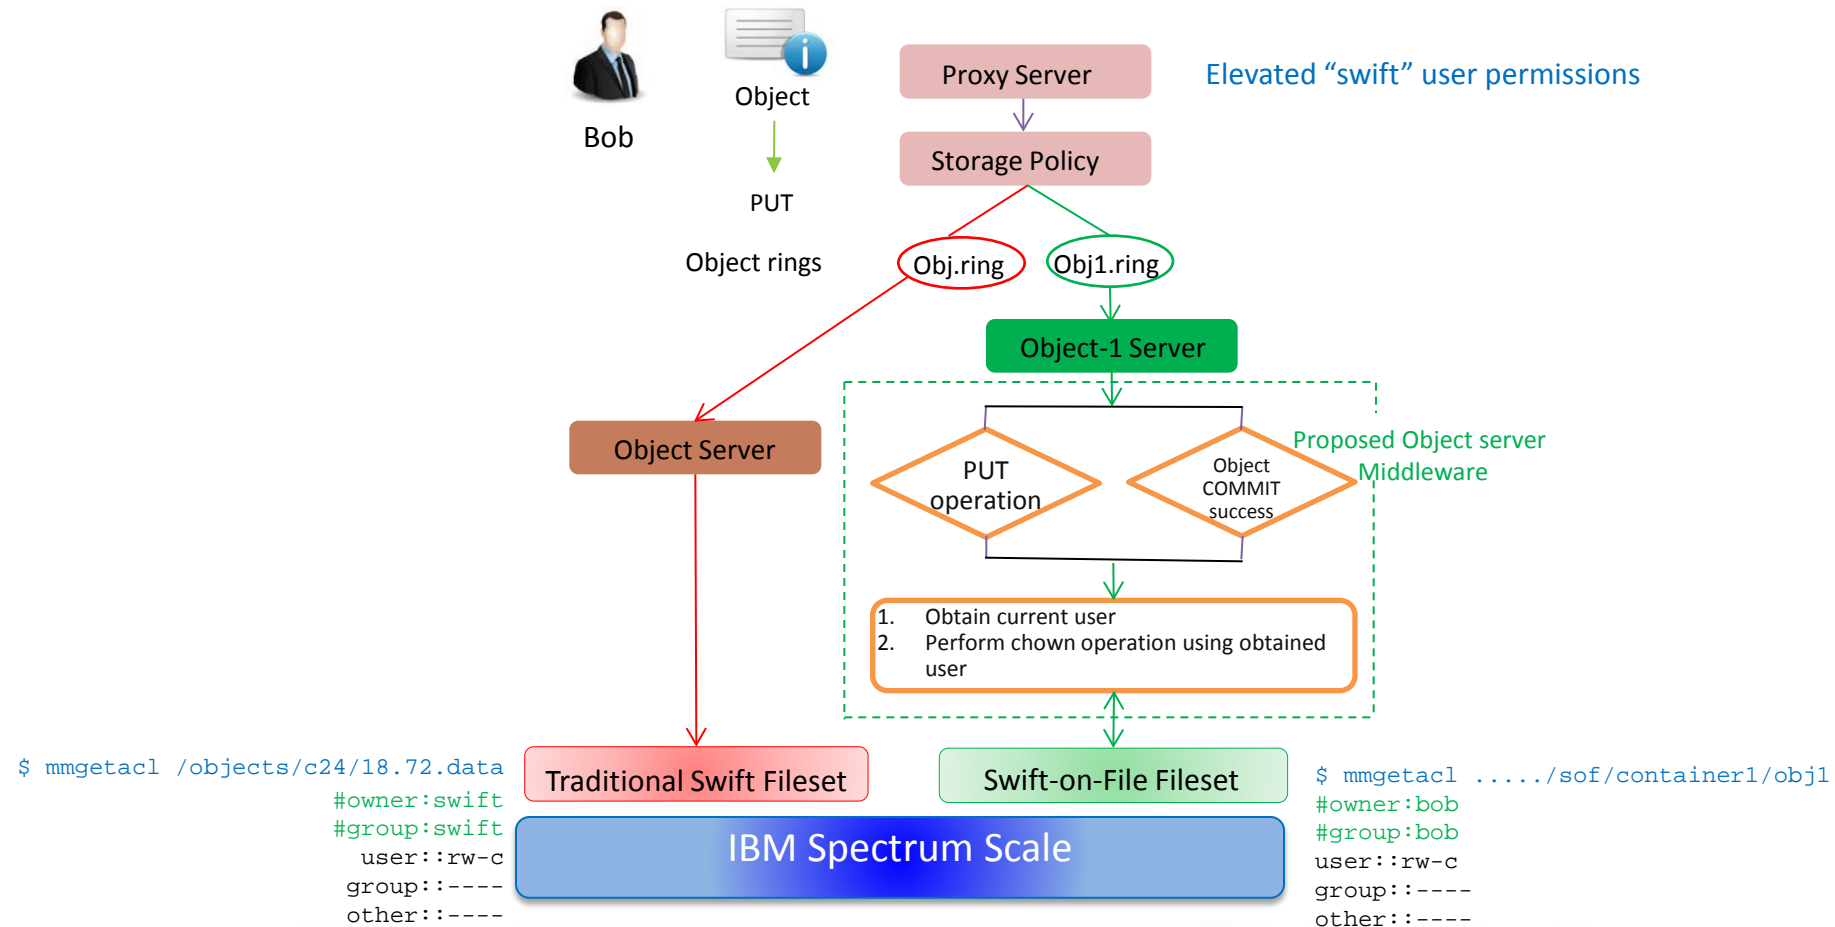 Bob
Object
PUT
Object rings
Proxy Server
Storage Policy
Elevated “swift” user permissions
Obj.ring
Obj1.ring
Object-1 Server
Object Server
Proposed Object server
Middleware
PUT
operation
Object
COMMIT
success
1. Obtain current user
2. Perform chown operation using obtained
user
Traditional Swift Fileset
Swift-on-File Fileset
IBM Spectrum Scale
$ mmgetacl /objects/c24/18.72.data
#owner:swift
#group:swift
user::rw-c
group::----
other::----
$ mmgetacl ...../sof/container1/obj1
#owner:bob
#group:bob
user::rw-c
group::----
other::----